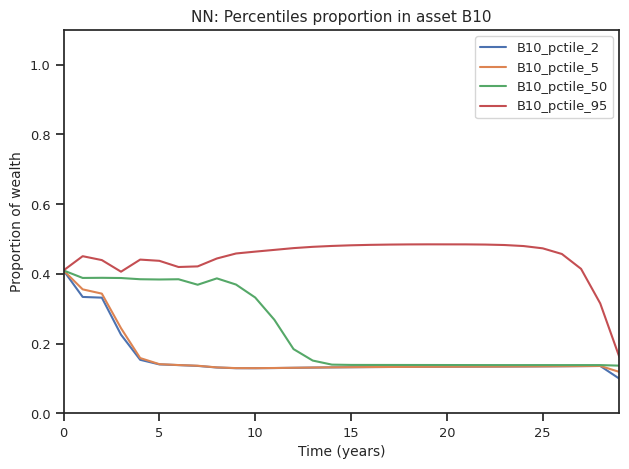 NN: Percentiles proportion in asset B10
B10_pctile_2
B10_pctile_5
B10_pctile_50
B10_pctile_95
Proportion of wealth
1.0
0.8
0.6
0.4
0.2
0.0
0 5 10 15 20 25
Time (years)